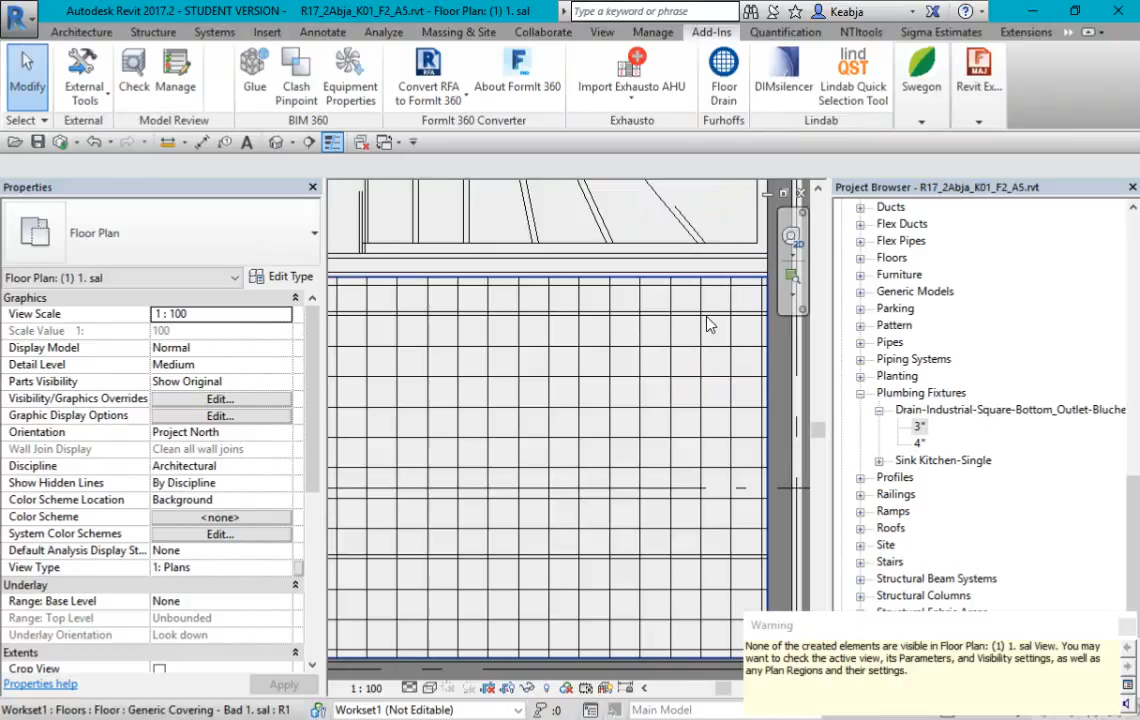 Autodesk Revit 2017.2 - STUDENT VERSION - R17_2Abja_K01_F2_A5.rvt - Floor Plan: (1) 1. sal
Type a keyword or phrase
Keabja
Architecture Structure Systems Insert Annotate Analyze Massing & Site Collaborate View Manage Add-Ins Quantification NTItools Sigma Estimates Extensions
Modify External Tools Check Manage Glue Clash Pinpoint Equipment Properties Convert RFA to FormIt 360 About FormIt 360 Import Exhausto AHU Floor Drain DIMsilencer Lindab Quick Selection Tool Swegon Revit Ex...
RFA F PRO lind QST MAJ
Select External Model Review BIM 360 FormIt 360 Converter Exhausto Furhoffs Lindab
Properties
Floor Plan
Floor Plan: (1) 1. sal Edit Type
Graphics
View Scale 1 : 100
Scale Value 1: 100
Display Model Normal
Detail Level Medium
Parts Visibility Show Original
Visibility/Graphics Overrides Edit...
Graphic Display Options Edit...
Orientation Project North
Wall Join Display Clean all wall joins
Discipline Architectural
Show Hidden Lines By Discipline
Color Scheme Location Background
Color Scheme <none>
System Color Schemes Edit...
Default Analysis Display St... None
View Type 1: Plans
Underlay
Range: Base Level None
Range: Top Level Unbounded
Underlay Orientation Look down
Extents
Crop View
Properties help Apply
2D
1 : 100
Project Browser - R17_2Abja_K01_F2_A5.rvt
Ducts
Flex Ducts
Flex Pipes
Floors
Furniture
Generic Models
Parking
Pattern
Pipes
Piping Systems
Planting
Plumbing Fixtures
Drain-Industrial-Square-Bottom_Outlet-Bluche
3"
4"
Sink Kitchen-Single
Profiles
Railings
Ramps
Roofs
Site
Stairs
Structural Beam Systems
Structural Columns
Warning
None of the created elements are visible in Floor Plan: (1) 1. sal View. You may
want to check the active view, its Parameters, and Visibility settings, as well as
any Plan Regions and their settings.
Workset1 : Floors : Floor : Generic Covering - Bad 1. sal : R1
Workset1 (Not Editable)
:0
Main Model